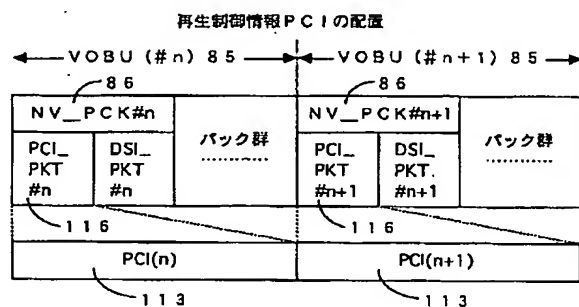 再生制御情報PCIの配置
VOBU(#n)85
VOBU(#n+1)85
86
86
NV_PCK#n
NV_PCK#n+1
PCI_
PKT
#n
DSI_
PKT
#n
パック群
............
PCI_
PKT
#n+1
DSI_
PKT.
#n+1
パック群
............
116
116
PCI(n)
PCI(n+1)
113
113